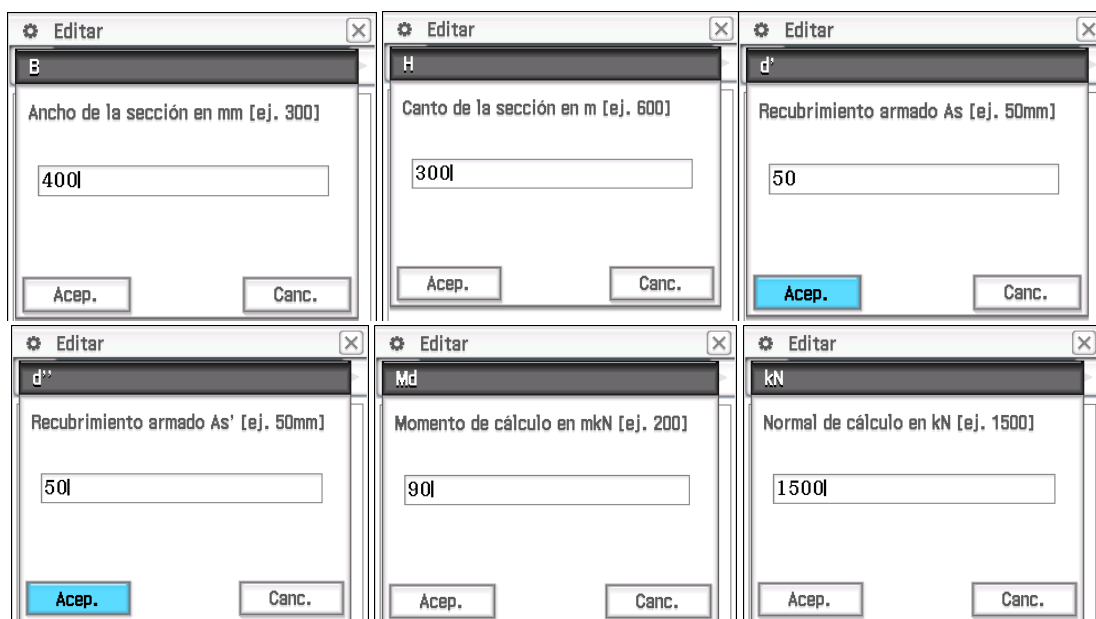 Editar
B
Ancho de la sección en mm [ej. 300]
400
Acep. Canc.
Editar
H
Canto de la sección en m [ej. 600]
300
Acep. Canc.
Editar
d'
Recubrimiento armado As [ej. 50mm]
50
Acep. Canc.
Editar
d''
Recubrimiento armado As' [ej. 50mm]
50
Acep. Canc.
Editar
Md
Momento de cálculo en mkN [ej. 200]
90
Acep. Canc.
Editar
kN
Normal de cálculo en kN [ej. 1500]
1500
Acep. Canc.